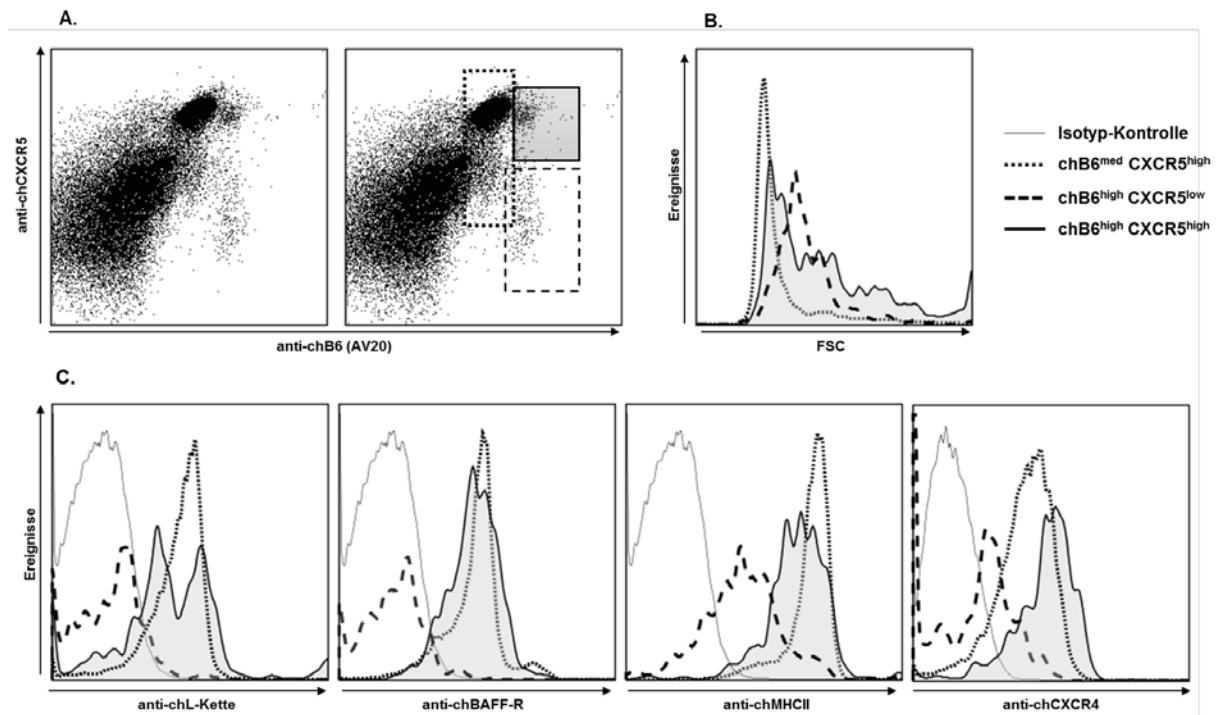 A.
B.
anti-chCXCR5
anti-chB6 (AV20)
Ereignisse
FSC
Isotyp-Kontrolle
chB6med CXCR5high
chB6high CXCR5low
chB6high CXCR5high
C.
Ereignisse
anti-chL-Kette
anti-chBAFF-R
anti-chMHCII
anti-chCXCR4